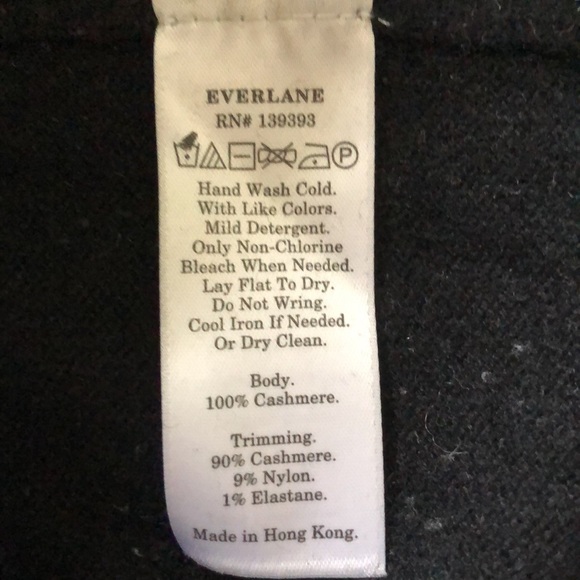 EVERLANE
RN# 139393
P
Hand Wash Cold.
With Like Colors.
Mild Detergent.
Only Non-Chlorine
Bleach When Needed.
Lay Flat To Dry.
Do Not Wring.
Cool Iron If Needed.
Or Dry Clean.
Body.
100% Cashmere.
Trimming.
90% Cashmere.
9% Nylon.
1% Elastane.
Made in Hong Kong.